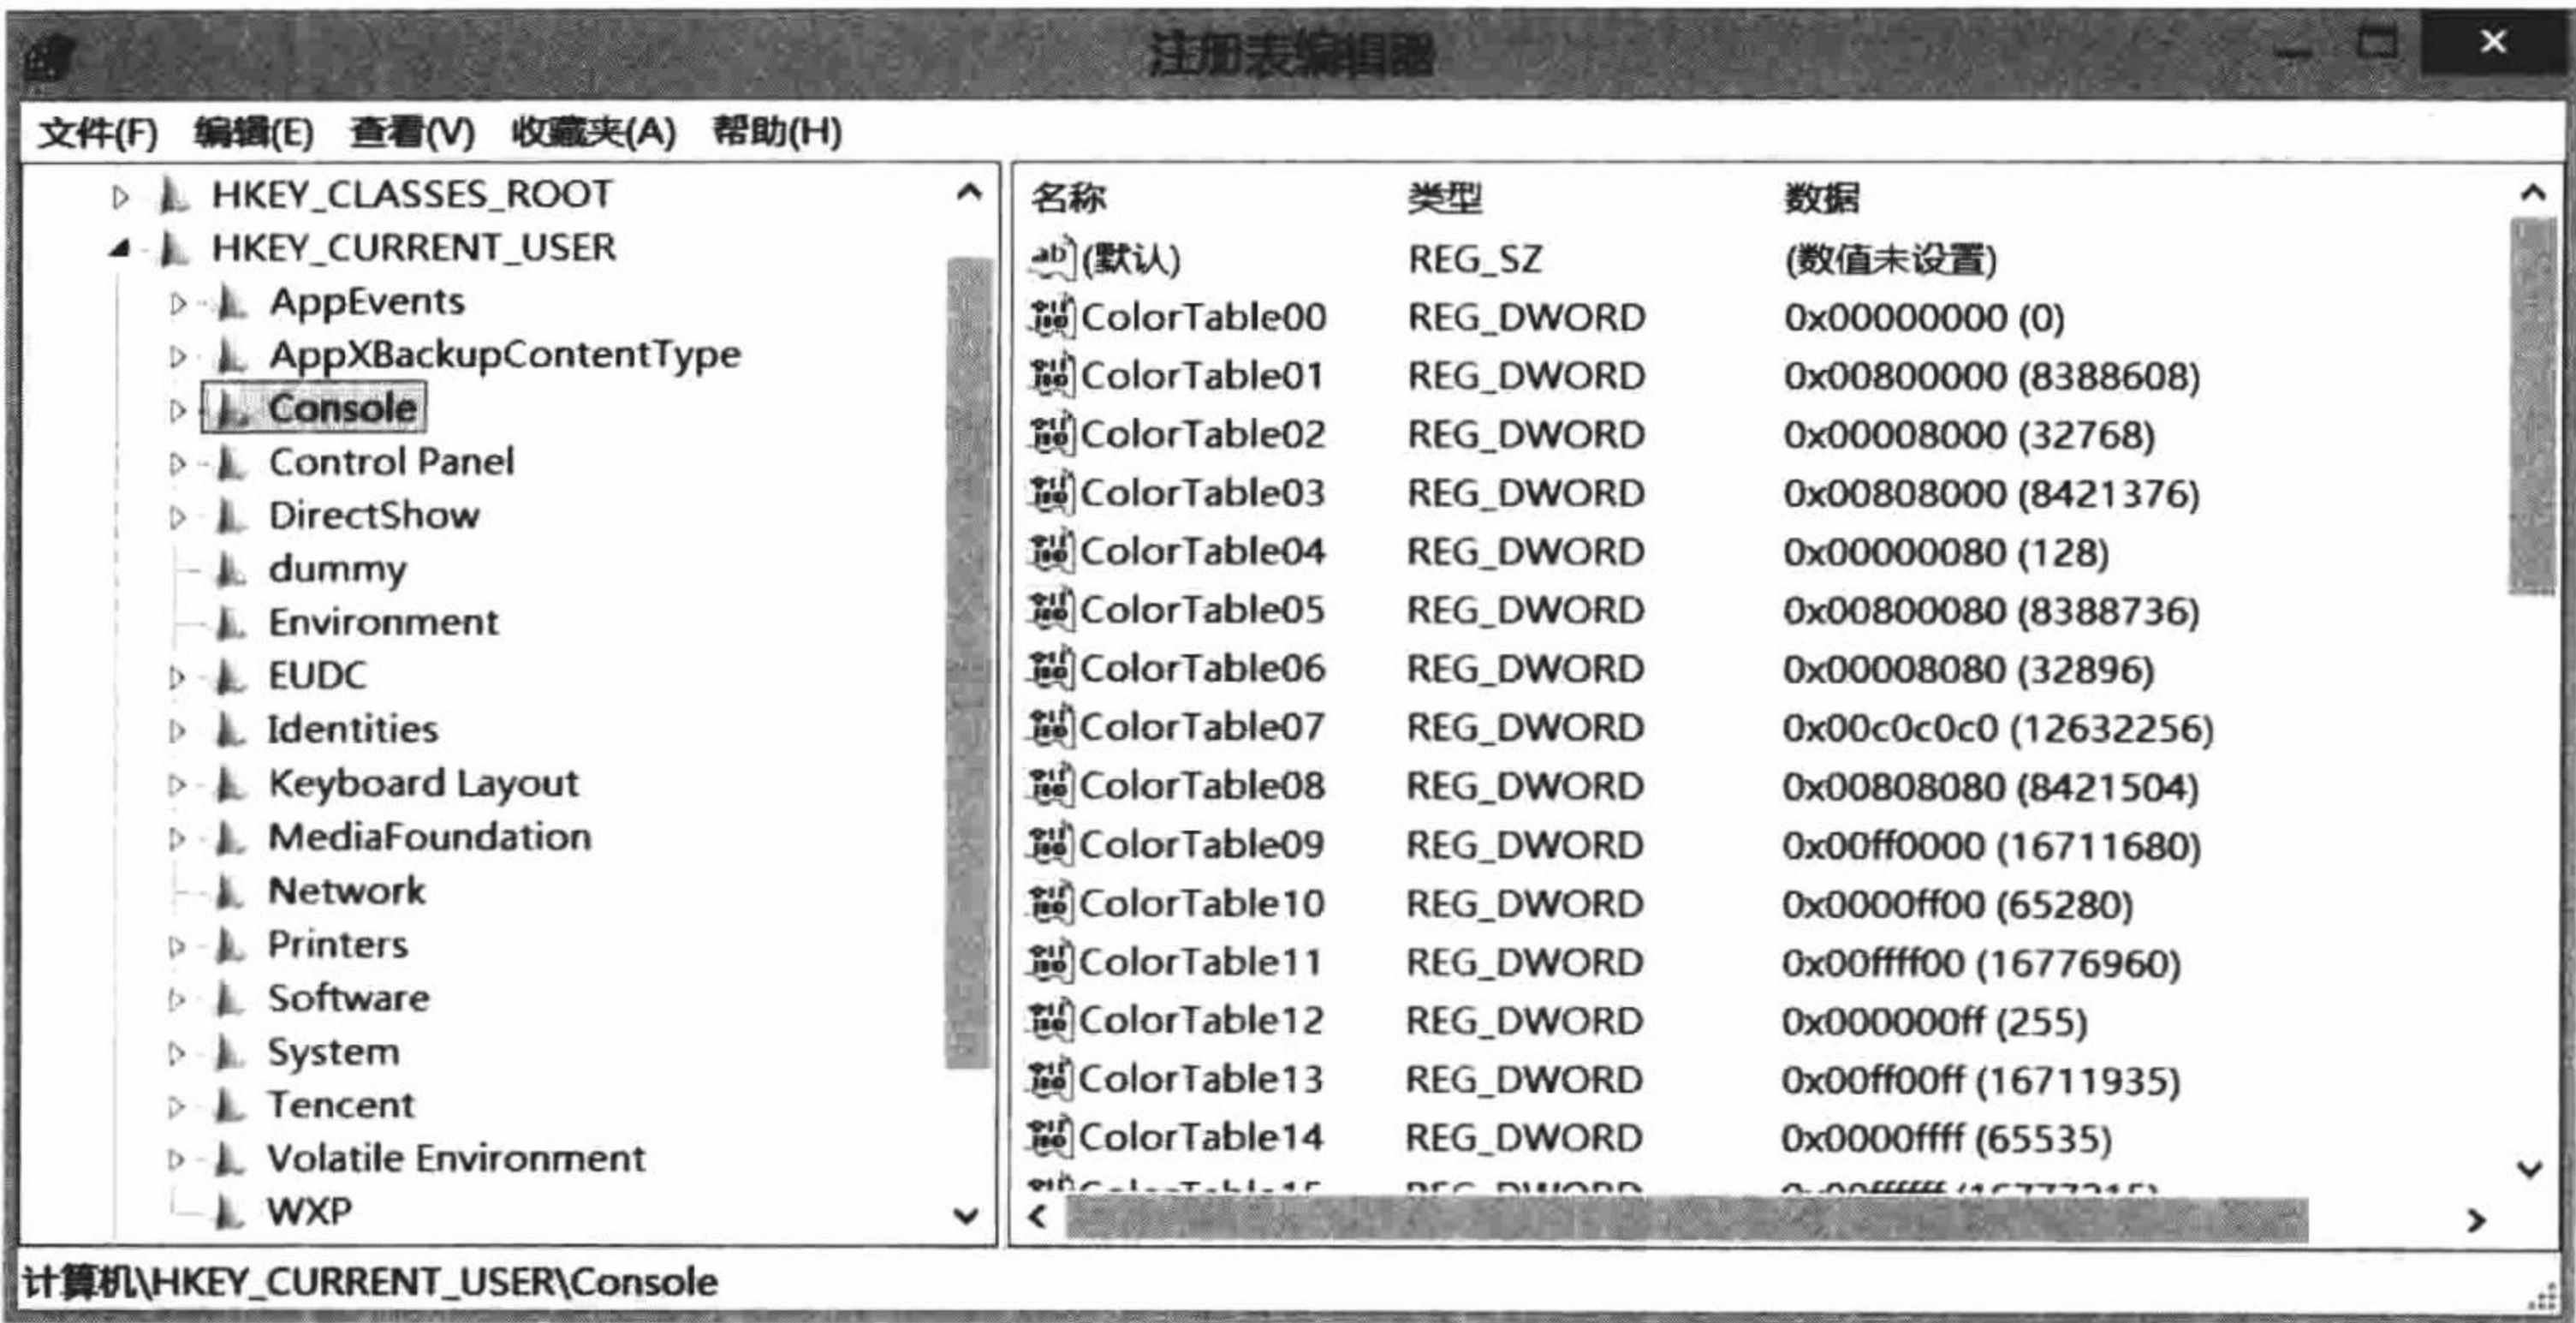 注册表编辑器
文件(F) 编辑(E) 查看(V) 收藏夹(A) 帮助(H)
HKEY_CLASSES_ROOT
HKEY_CURRENT_USER
AppEvents
AppXBackupContentType
Console
Control Panel
DirectShow
dummy
Environment
EUDC
Identities
Keyboard Layout
MediaFoundation
Network
Printers
Software
System
Tencent
Volatile Environment
WXP
名称 类型 数据
(默认) REG_SZ (数值未设置)
ColorTable00 REG_DWORD 0x00000000 (0)
ColorTable01 REG_DWORD 0x00800000 (8388608)
ColorTable02 REG_DWORD 0x00008000 (32768)
ColorTable03 REG_DWORD 0x00808000 (8421376)
ColorTable04 REG_DWORD 0x00000080 (128)
ColorTable05 REG_DWORD 0x00800080 (8388736)
ColorTable06 REG_DWORD 0x00008080 (32896)
ColorTable07 REG_DWORD 0x00c0c0c0 (12632256)
ColorTable08 REG_DWORD 0x00808080 (8421504)
ColorTable09 REG_DWORD 0x00ff0000 (16711680)
ColorTable10 REG_DWORD 0x0000ff00 (65280)
ColorTable11 REG_DWORD 0x00ffff00 (16776960)
ColorTable12 REG_DWORD 0x000000ff (255)
ColorTable13 REG_DWORD 0x00ff00ff (16711935)
ColorTable14 REG_DWORD 0x0000ffff (65535)
计算机\HKEY_CURRENT_USER\Console